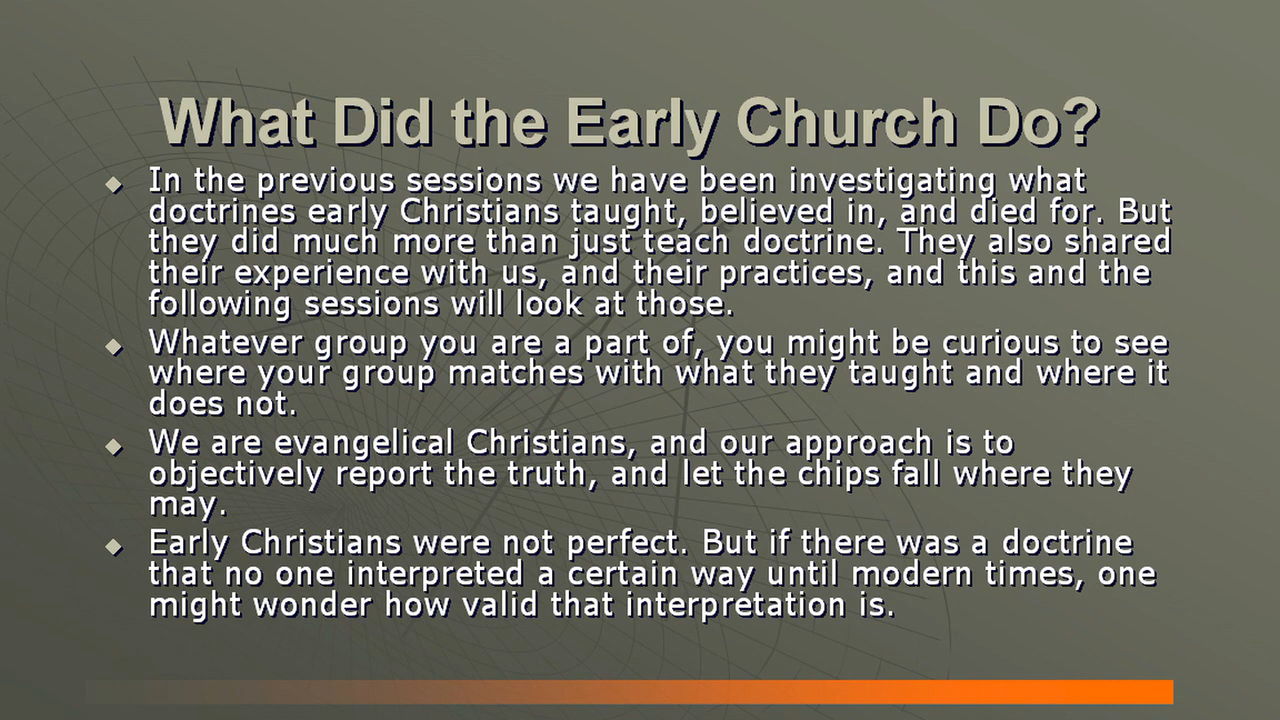 What Did the Early Church Do?
In the previous sessions we have been investigating what
doctrines early Christians taught, believed in, and died for. But
they did much more than just teach doctrine. They also shared
their experience with us, and their practices, and this and the
following sessions will look at those.
Whatever group you are a part of, you might be curious to see
where your group matches with what they taught and where it
does not.
We are evangelical Christians, and our approach is to
objectively report the truth, and let the chips fall where they
may.
Early Christians were not perfect. But if there was a doctrine
that no one interpreted a certain way until modern times, one
might wonder how valid that interpretation is.